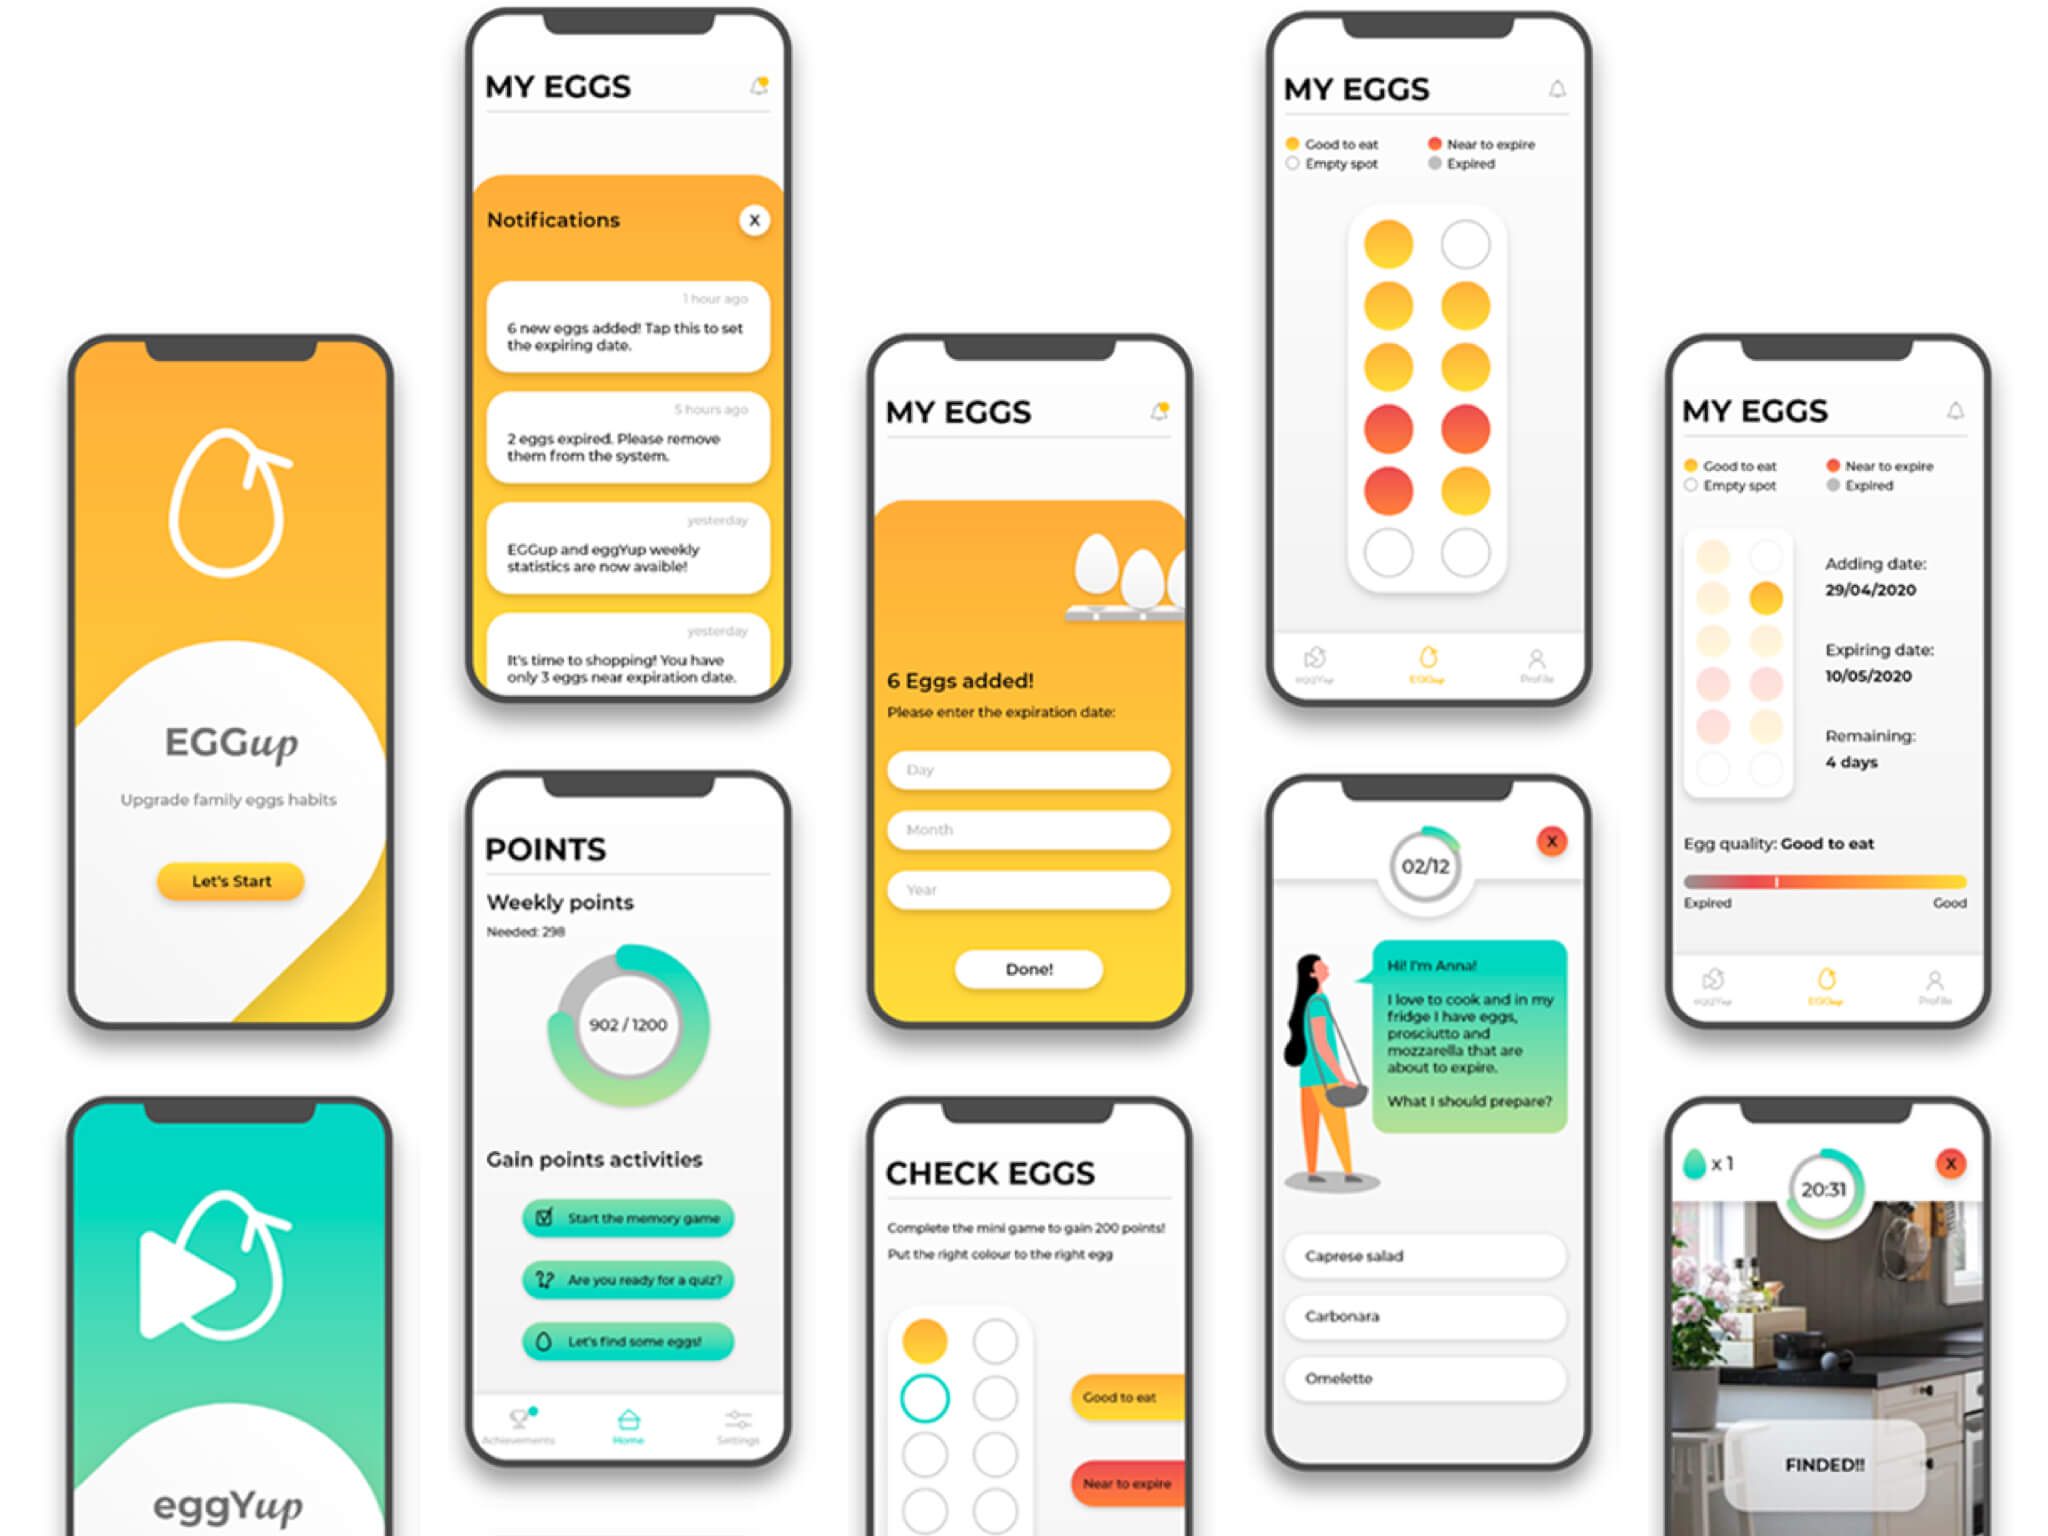 EGGup
Upgrade family eggs habits
Let's Start
eggYup
MY EGGS
Notifications
X
1 hour ago
6 new eggs added! Tap this to set
the expiring date.
5 hours ago
2 eggs expired. Please remove
them from the system.
yesterday
EGGup and eggYup weekly
statistics are now avaible!
yesterday
It's time to shopping! You have
only 3 eggs near expiration date.
POINTS
Weekly points
Needed: 298
902 / 1200
Gain points activities
Start the memory game
Are you ready for a quiz?
Let's find some eggs!
Achievements
Home
Settings
MY EGGS
6 Eggs added!
Please enter the expiration date:
Day
Month
Year
Done!
CHECK EGGS
Complete the mini game to gain 200 points!
Put the right colour to the right egg
Good to eat
Near to expire
MY EGGS
Good to eat
Near to expire
Empty spot
Expired
eggYup
EGGup
Profile
02/12
X
Hi! I'm Anna!
I love to cook and in my
fridge I have eggs,
prosciutto and
mozzarella that are
about to expire.
What I should prepare?
Caprese salad
Carbonara
Omelette
MY EGGS
Good to eat
Near to expire
Empty spot
Expired
Adding date:
29/04/2020
Expiring date:
10/05/2020
Remaining:
4 days
Egg quality: Good to eat
Expired
Good
eggYup
EGGup
Profile
x 1
20:31
X
FINDED!!